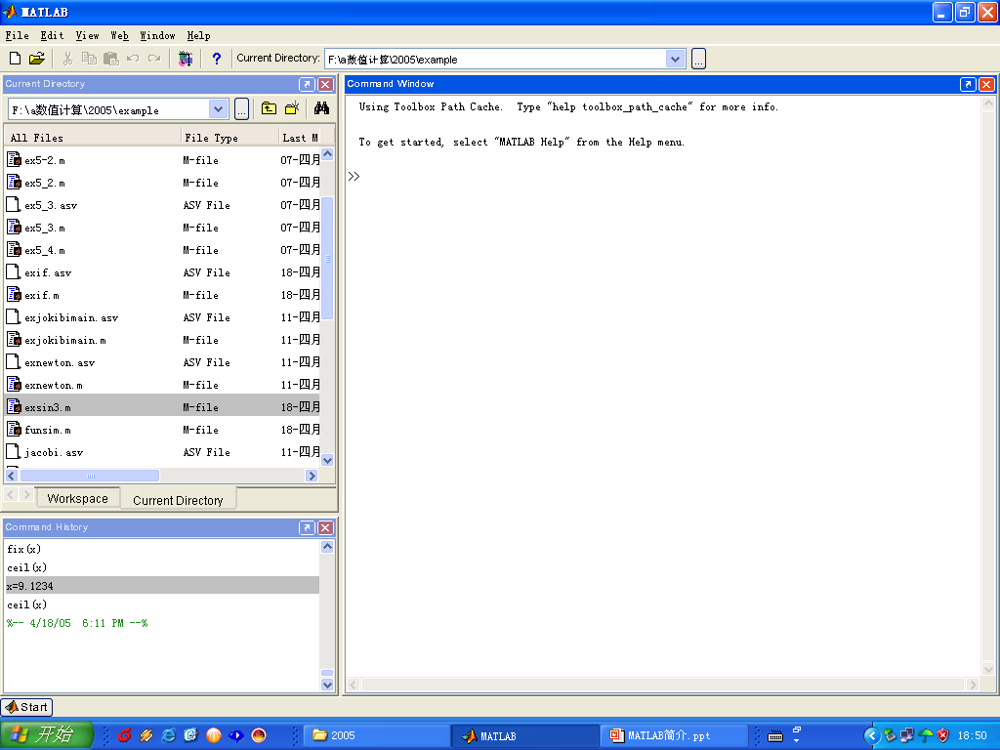 MATLAB
File Edit View Web Window Help
Current Directory: F:\a数值计算\2005\example ...
Current Directory
F:\a数值计算\2005\example ...
All Files File Type Last M
ex5-2.m M-file 07-四月
ex5_2.m M-file 07-四月
ex5_3.asv ASV File 07-四月
ex5_3.m M-file 07-四月
ex5_4.m M-file 07-四月
exif.asv ASV File 18-四月
exif.m M-file 18-四月
exjokibimain.asv ASV File 11-四月
exjokibimain.m M-file 11-四月
exnewton.asv ASV File 11-四月
exnewton.m M-file 11-四月
exsin3.m M-file 18-四月
funsim.m M-file 18-四月
jacobi.asv ASV File 11-四月
Workspace Current Directory
Command History
fix(x)
ceil(x)
x=9.1234
ceil(x)
%-- 4/18/05 6:11 PM --%
Command Window
Using Toolbox Path Cache. Type "help toolbox_path_cache" for more info.
To get started, select "MATLAB Help" from the Help menu.
>>
Start
开始 2005 MATLAB MATLAB简介.ppt 18:50